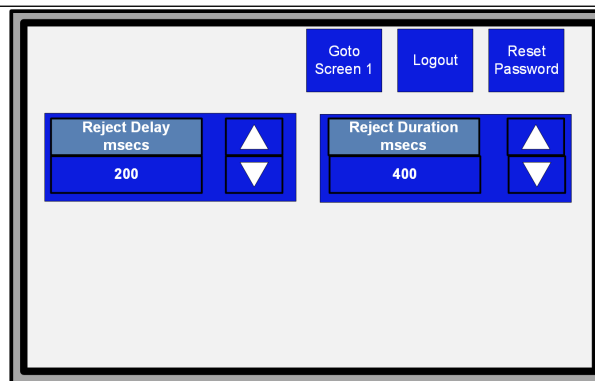 Goto
Screen 1
Logout
Reset
Password
Reject Delay
msecs
200
Reject Duration
msecs
400